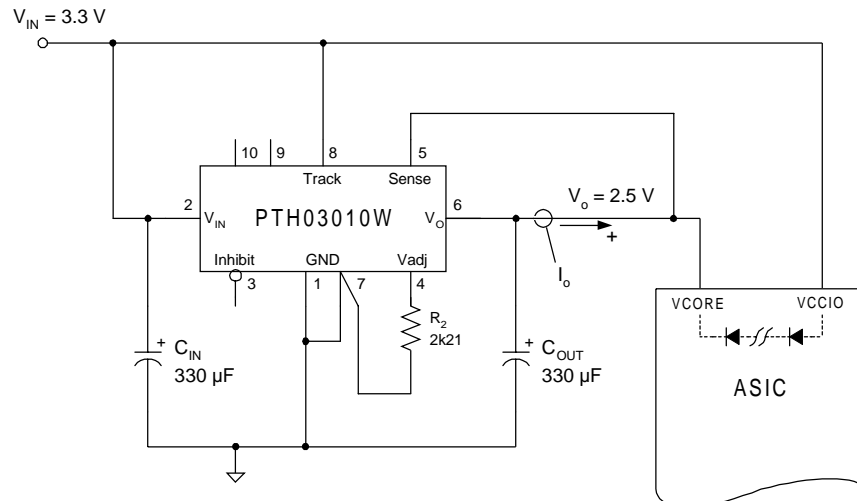 V_IN = 3.3 V
10 9 8 5
Track Sense
2 V_IN PTH03010W V_O 6
V_o = 2.5 V
+
I_o
Inhibit GND Vadj
3 1 7 4
R_2
2k21
+ C_IN
330 µF
+ C_OUT
330 µF
VCORE VCCIO
ASIC